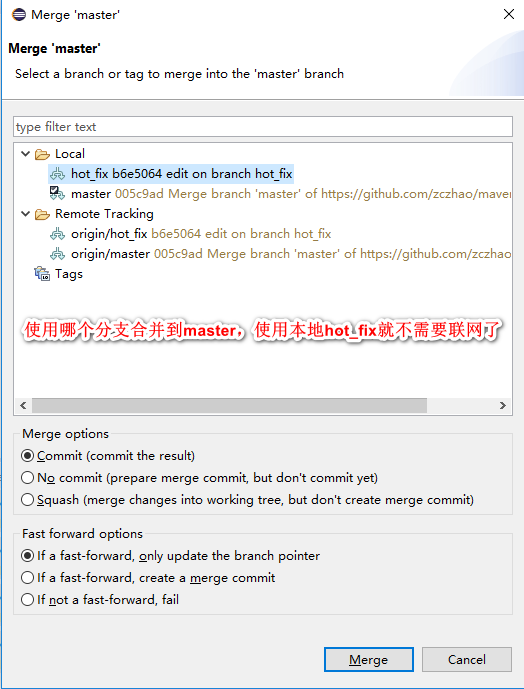 Merge 'master'
Merge 'master'
Select a branch or tag to merge into the 'master' branch
type filter text
Local
hot_fix b6e5064 edit on branch hot_fix
master 005c9ad Merge branch 'master' of https://github.com/zczhao/maven
Remote Tracking
origin/hot_fix b6e5064 edit on branch hot_fix
origin/master 005c9ad Merge branch 'master' of https://github.com/zczhao
Tags
使用哪个分支合并到master，使用本地hot_fix就不需要联网了
Merge options
Commit (commit the result)
No commit (prepare merge commit, but don't commit yet)
Squash (merge changes into working tree, but don't create merge commit)
Fast forward options
If a fast-forward, only update the branch pointer
If a fast-forward, create a merge commit
If not a fast-forward, fail
Merge
Cancel